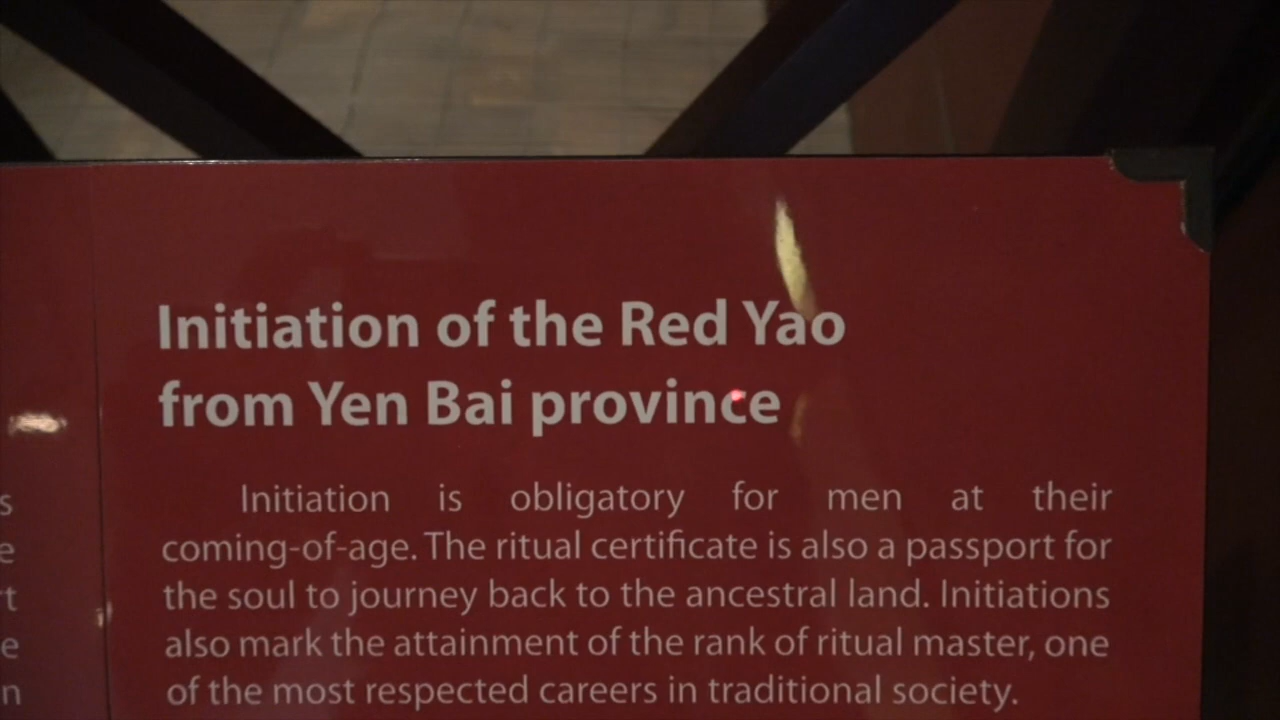 Initiation of the Red Yao
from Yen Bai province
Initiation is obligatory for men at their
coming-of-age. The ritual certificate is also a passport for
the soul to journey back to the ancestral land. Initiations
also mark the attainment of the rank of ritual master, one
of the most respected careers in traditional society.